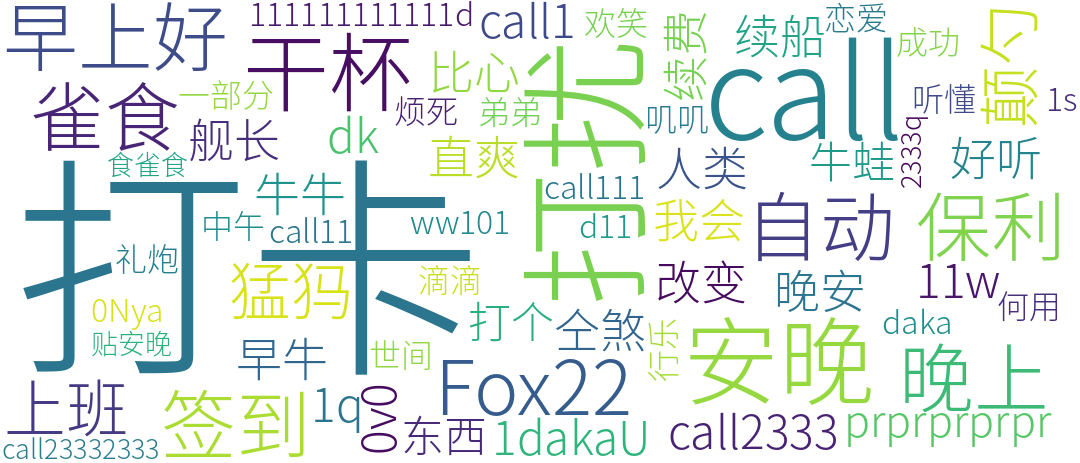 早上好
111111111111d
call1
欢笑
续费
续船
恋爱
成功
颠勺
干杯
比心
打扰
call
雀食
一部分
烦死
弟弟
叽叽
听懂
1s
舰长
dk
直爽
人类
牛蛙
2333q
好听
食雀食
打卡
牛牛
call111
中午
call11
ww101
d11
我会
自动
保利
礼炮
猛犸
滴滴
改变
晚安
11w
何用
0Nya
贴安晚
打个
仝煞
行乐
安晚
daka
晚上
早牛
世间
Fox22
上班
签到
1q
0v0
东西
1dakaU
call2333
prprprprprpr
call23332333